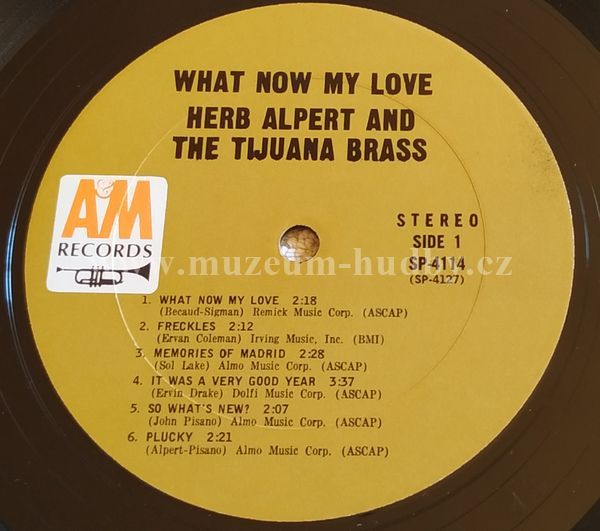 WHAT NOW MY LOVE
HERB ALPERT AND
THE TIJUANA BRASS
A&M
RECORDS
STEREO
SIDE 1
SP-4114
(SP-4127)
www.muzeum-hudby.cz
1. WHAT NOW MY LOVE 2:18
(Becaud-Sigman) Remick Music Corp. (ASCAP)
2. FRECKLES 2:12
(Ervan Coleman) Irving Music, Inc. (BMI)
3. MEMORIES OF MADRID 2:28
(Sol Lake) Almo Music Corp. (ASCAP)
4. IT WAS A VERY GOOD YEAR 3:37
(Ervin Drake) Dolfi Music Corp. (ASCAP)
5. SO WHAT'S NEW? 2:07
(John Pisano) Almo Music Corp. (ASCAP)
6. PLUCKY 2:21
(Alpert-Pisano) Almo Music Corp. (ASCAP)